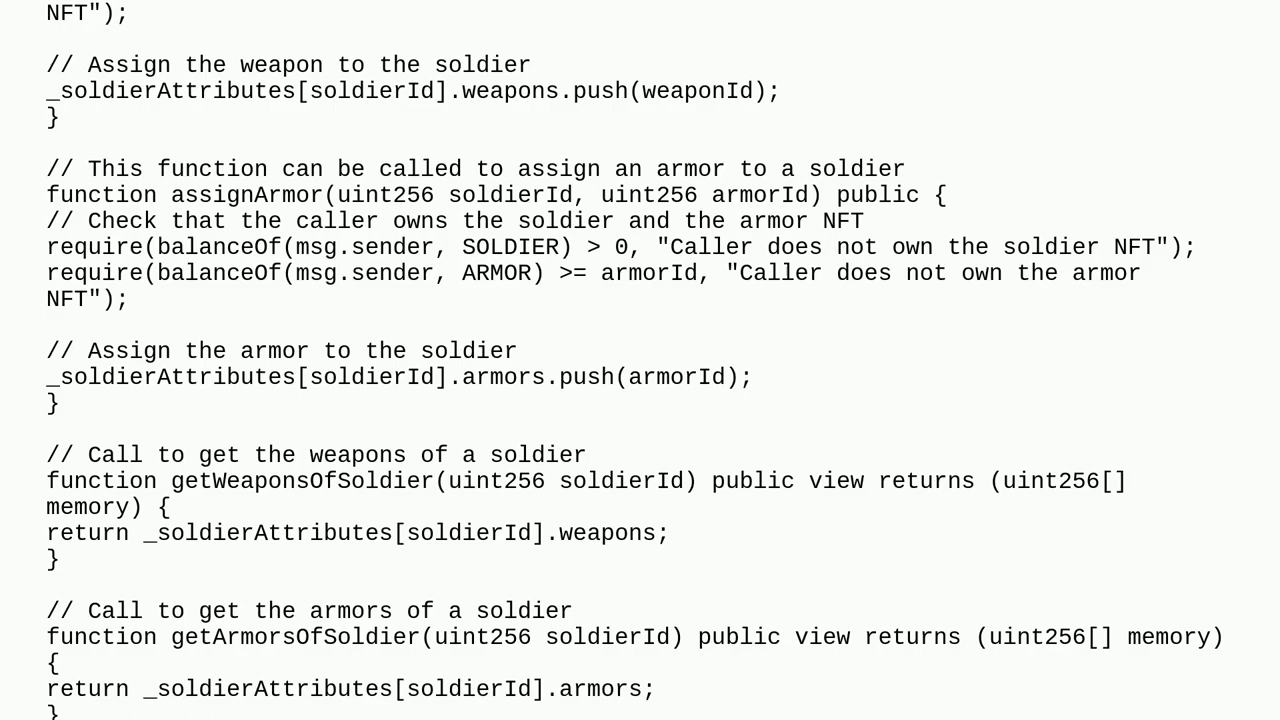 NFT");
// Assign the weapon to the soldier
_soldierAttributes[soldierId].weapons.push(weaponId);
}
// This function can be called to assign an armor to a soldier
function assignArmor(uint256 soldierId, uint256 armorId) public {
// Check that the caller owns the soldier and the armor NFT
require(balanceOf(msg.sender, SOLDIER) > 0, "Caller does not own the soldier NFT");
require(balanceOf(msg.sender, ARMOR) >= armorId, "Caller does not own the armor
NFT");
// Assign the armor to the soldier
_soldierAttributes[soldierId].armors.push(armorId);
}
// Call to get the weapons of a soldier
function getWeaponsOfSoldier(uint256 soldierId) public view returns (uint256[]
memory) {
return _soldierAttributes[soldierId].weapons;
}
// Call to get the armors of a soldier
function getArmorsOfSoldier(uint256 soldierId) public view returns (uint256[] memory)
{
return _soldierAttributes[soldierId].armors;
}